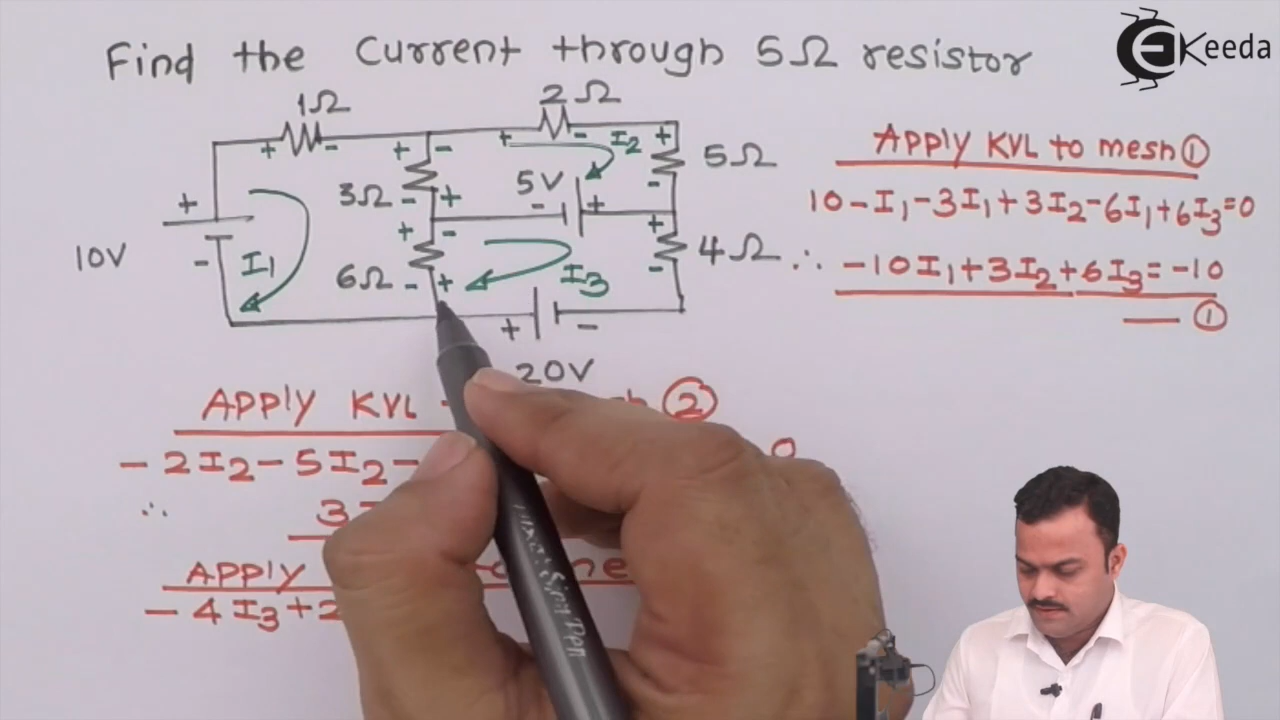 Find the Current through 5Ω resistor
EKeeda
1Ω
2Ω
+ - + - + - I2 +
5Ω
3Ω
5V
- + - + -
+ - +
10V
- I1
6Ω - +
I3
4Ω
+ -
20V
Apply KVL to mesh ①
10-I1-3I1+3I2-6I1+6I3=0
∴ -10I1+3I2+6I3=-10
— ①
Apply KVL ②
-2I2-5I2-
∴
Apply
-4I3+2